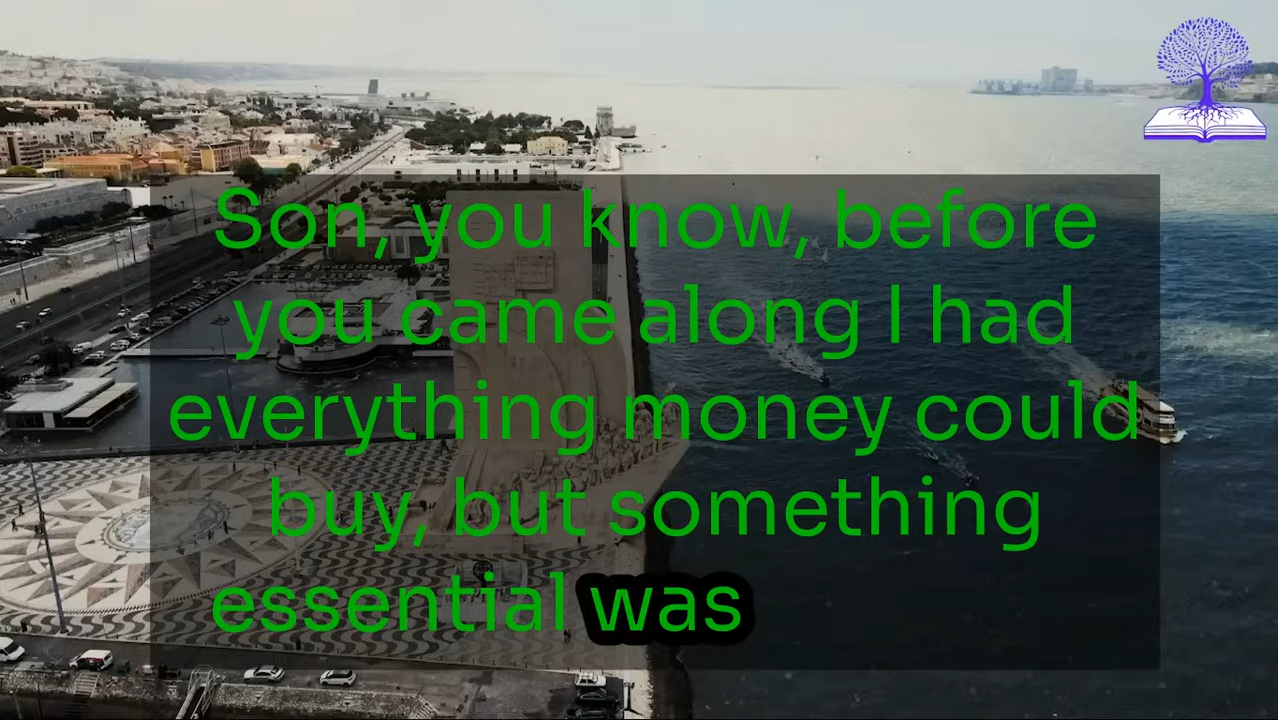 Son, you know, before
you came along I had
everything money could
buy, but something
essential was